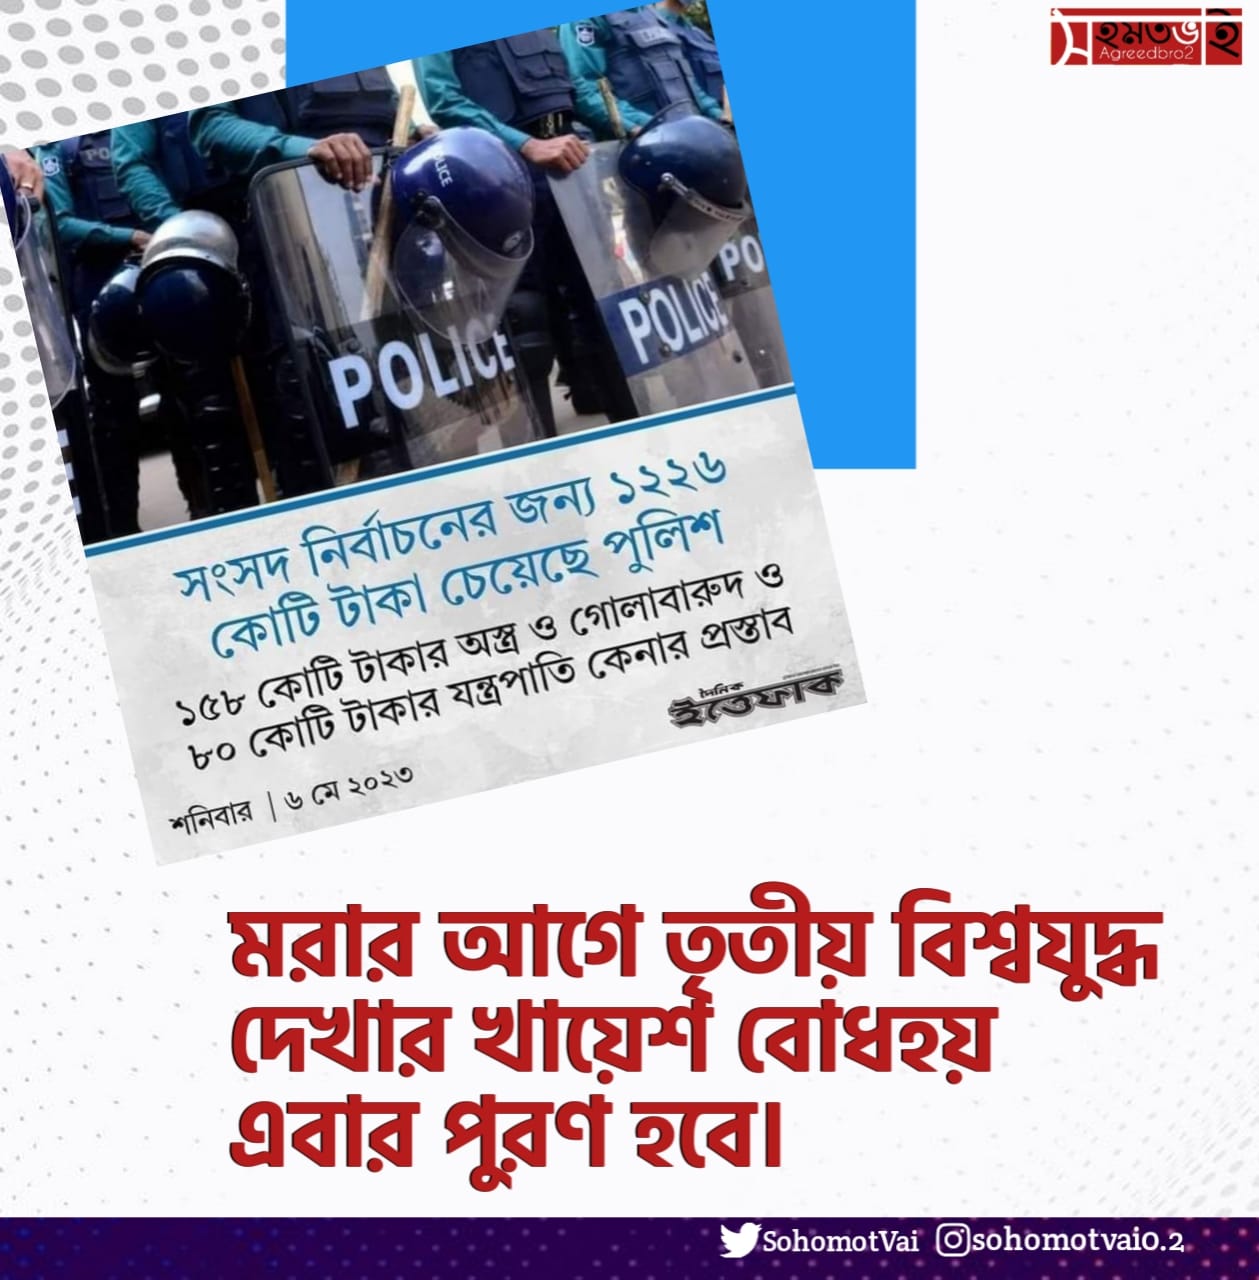 সহমতভাই
Agreedbro2
POLICE
POLICE
PO
সংসদ নির্বাচনের জন্য ১২২৬
কোটি টাকা চেয়েছে পুলিশ
১৫৮ কোটি টাকার অস্ত্র ও গোলাবারুদ ও
৮০ কোটি টাকার যন্ত্রপাতি কেনার প্রস্তাব
দৈনিক
ইত্তেফাক
শনিবার | ৬ মে ২০২৩
মরার আগে তৃতীয় বিশ্বযুদ্ধ
দেখার খায়েশ বোধহয়
এবার পুরণ হবে।
SohomotVai sohomotvai0.2